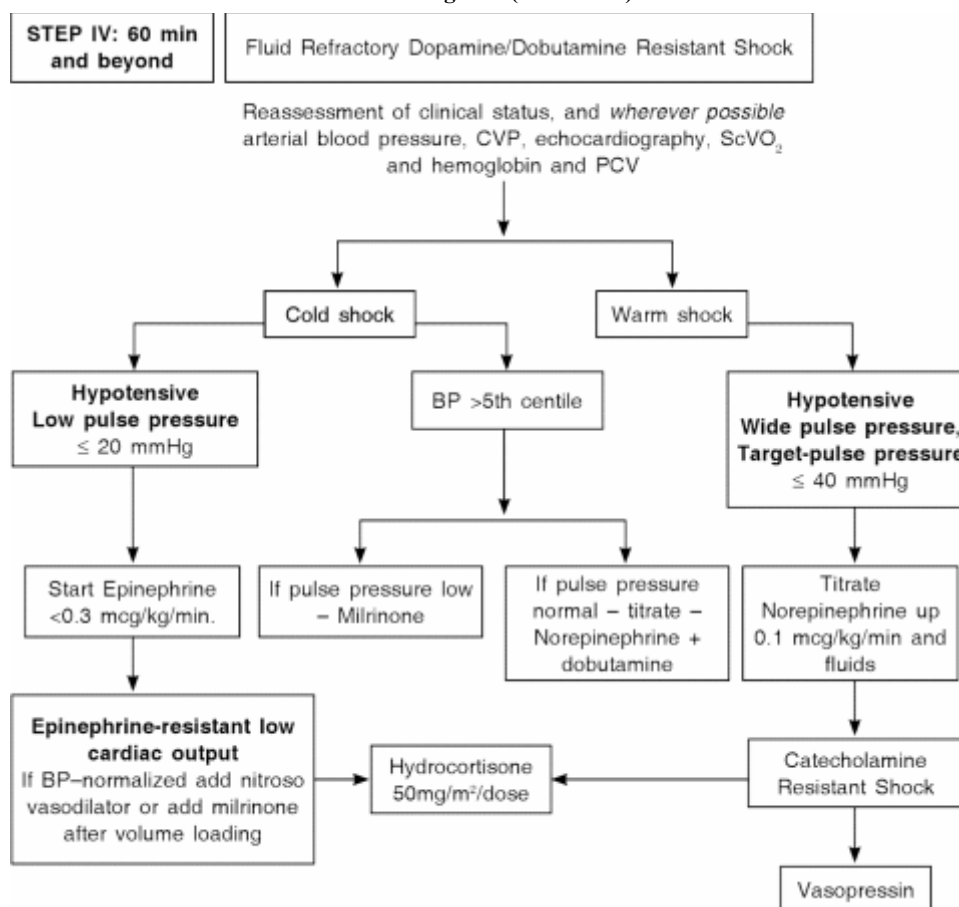 STEP IV: 60 min
and beyond
Fluid Refractory Dopamine/Dobutamine Resistant Shock
Reassessment of clinical status, and wherever possible
arterial blood pressure, CVP, echocardiography, ScVO₂
and hemoglobin and PCV
Cold shock
Warm shock
Hypotensive
Low pulse pressure
≤ 20 mmHg
BP >5th centile
Hypotensive
Wide pulse pressure,
Target-pulse pressure
≤ 40 mmHg
Start Epinephrine
<0.3 mcg/kg/min.
If pulse pressure low
– Milrinone
If pulse pressure
normal – titrate –
Norepinephrine +
dobutamine
Titrate
Norepinephrine up
0.1 mcg/kg/min and
fluids
Epinephrine-resistant low
cardiac output
If BP–normalized add nitroso
vasodilator or add milrinone
after volume loading
Hydrocortisone
50mg/m²/dose
Catecholamine
Resistant Shock
Vasopressin